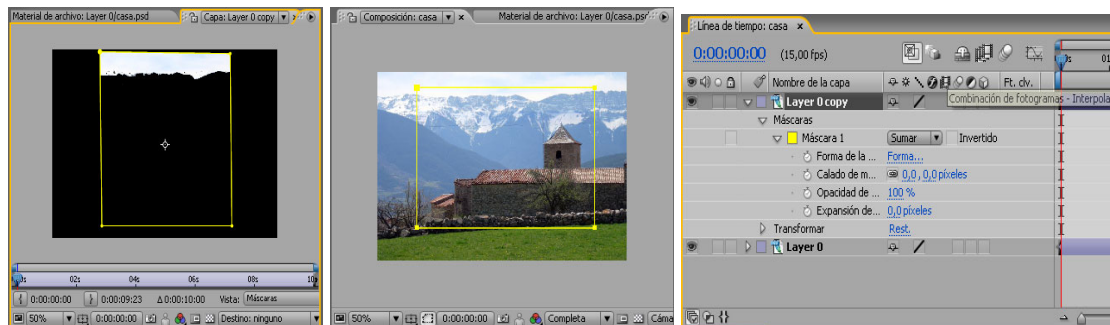 Material de archivo: Layer 0/casa.psd
Capa: Layer 0 copy
02s 04s 06s 08s 10s
0:00:00:00 0:00:09:23 Δ 0:00:10:00 Vista: Máscaras
50% 0:00:00:00 Destino: ninguno
Composición: casa × Material de archivo: Layer 0/casa.psd
50% 0:00:00:00 Completa Cáma
Línea de tiempo: casa ×
0:00:00:00 (15,00 fps)
01
Nombre de la capa Ft. dv.
Layer 0 copy
Combinación de fotogramas - Interpola
Máscaras
Máscara 1 Sumar Invertido
Forma de la ... Forma...
Calado de m... 0,0 , 0,0 píxeles
Opacidad de ... 100 %
Expansión de... 0,0 píxeles
Transformar Rest.
Layer 0